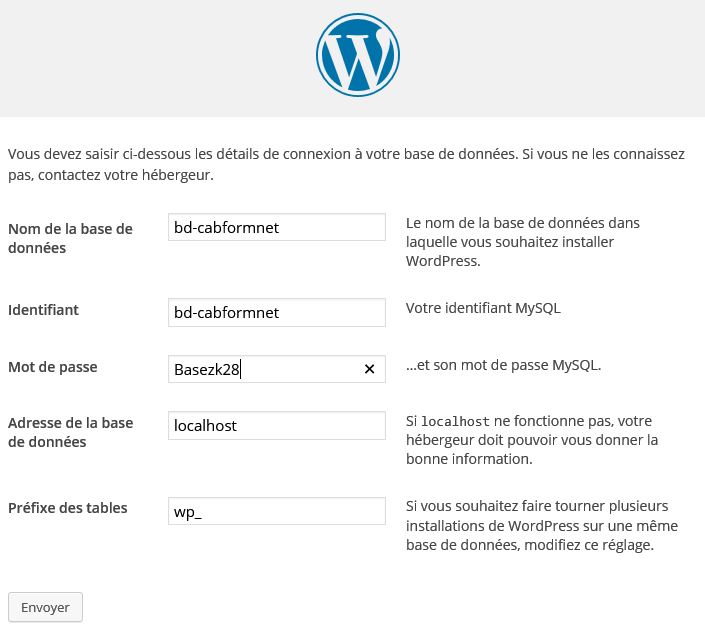 Vous devez saisir ci-dessous les détails de connexion à votre base de données. Si vous ne les connaissez
pas, contactez votre hébergeur.
Nom de la base de
données
bd-cabformnet
Le nom de la base de données dans
laquelle vous souhaitez installer
WordPress.
Identifiant
bd-cabformnet
Votre identifiant MySQL
Mot de passe
Basezk28
…et son mot de passe MySQL.
Adresse de la base
de données
localhost
Si localhost ne fonctionne pas, votre
hébergeur doit pouvoir vous donner la
bonne information.
Préfixe des tables
wp_
Si vous souhaitez faire tourner plusieurs
installations de WordPress sur une même
base de données, modifiez ce réglage.
Envoyer